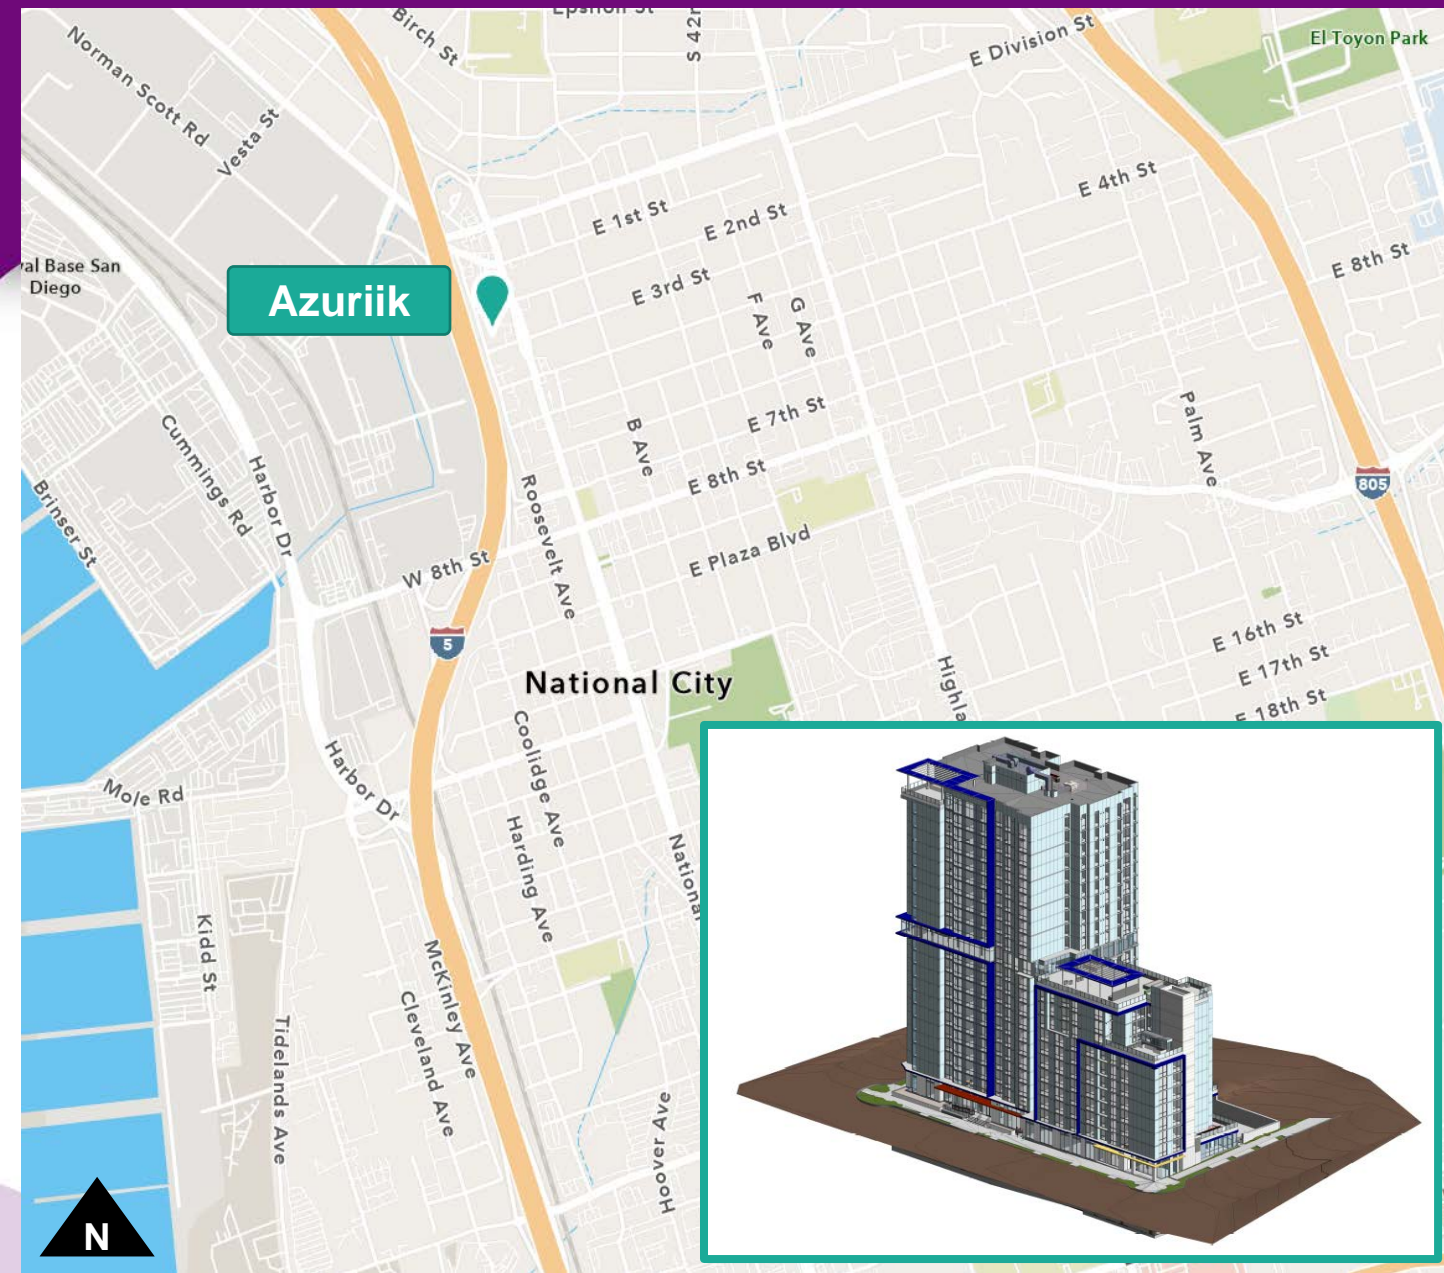 Epsilon St
Birch St
S 42n
E Division St
El Toyon Park
Norman Scott Rd
Vesta St
E 4th St
E 1st St
E 2nd St
E 8th St
val Base San
Diego
E 3rd St
Azuriik
F Ave
G Ave
Palm Ave
E 7th St
B Ave
Cummings Rd
Harbor Dr
Brinser St
E 8th St
805
Roosevelt Ave
E Plaza Blvd
W 8th St
5
E 16th St
E 17th St
E 18th St
National City
Highla
Coolidge Ave
Harbor Dr
Mole Rd
Harding Ave
National
Kidd St
McKinley Ave
Cleveland Ave
Tidelands Ave
Hoover Ave
N